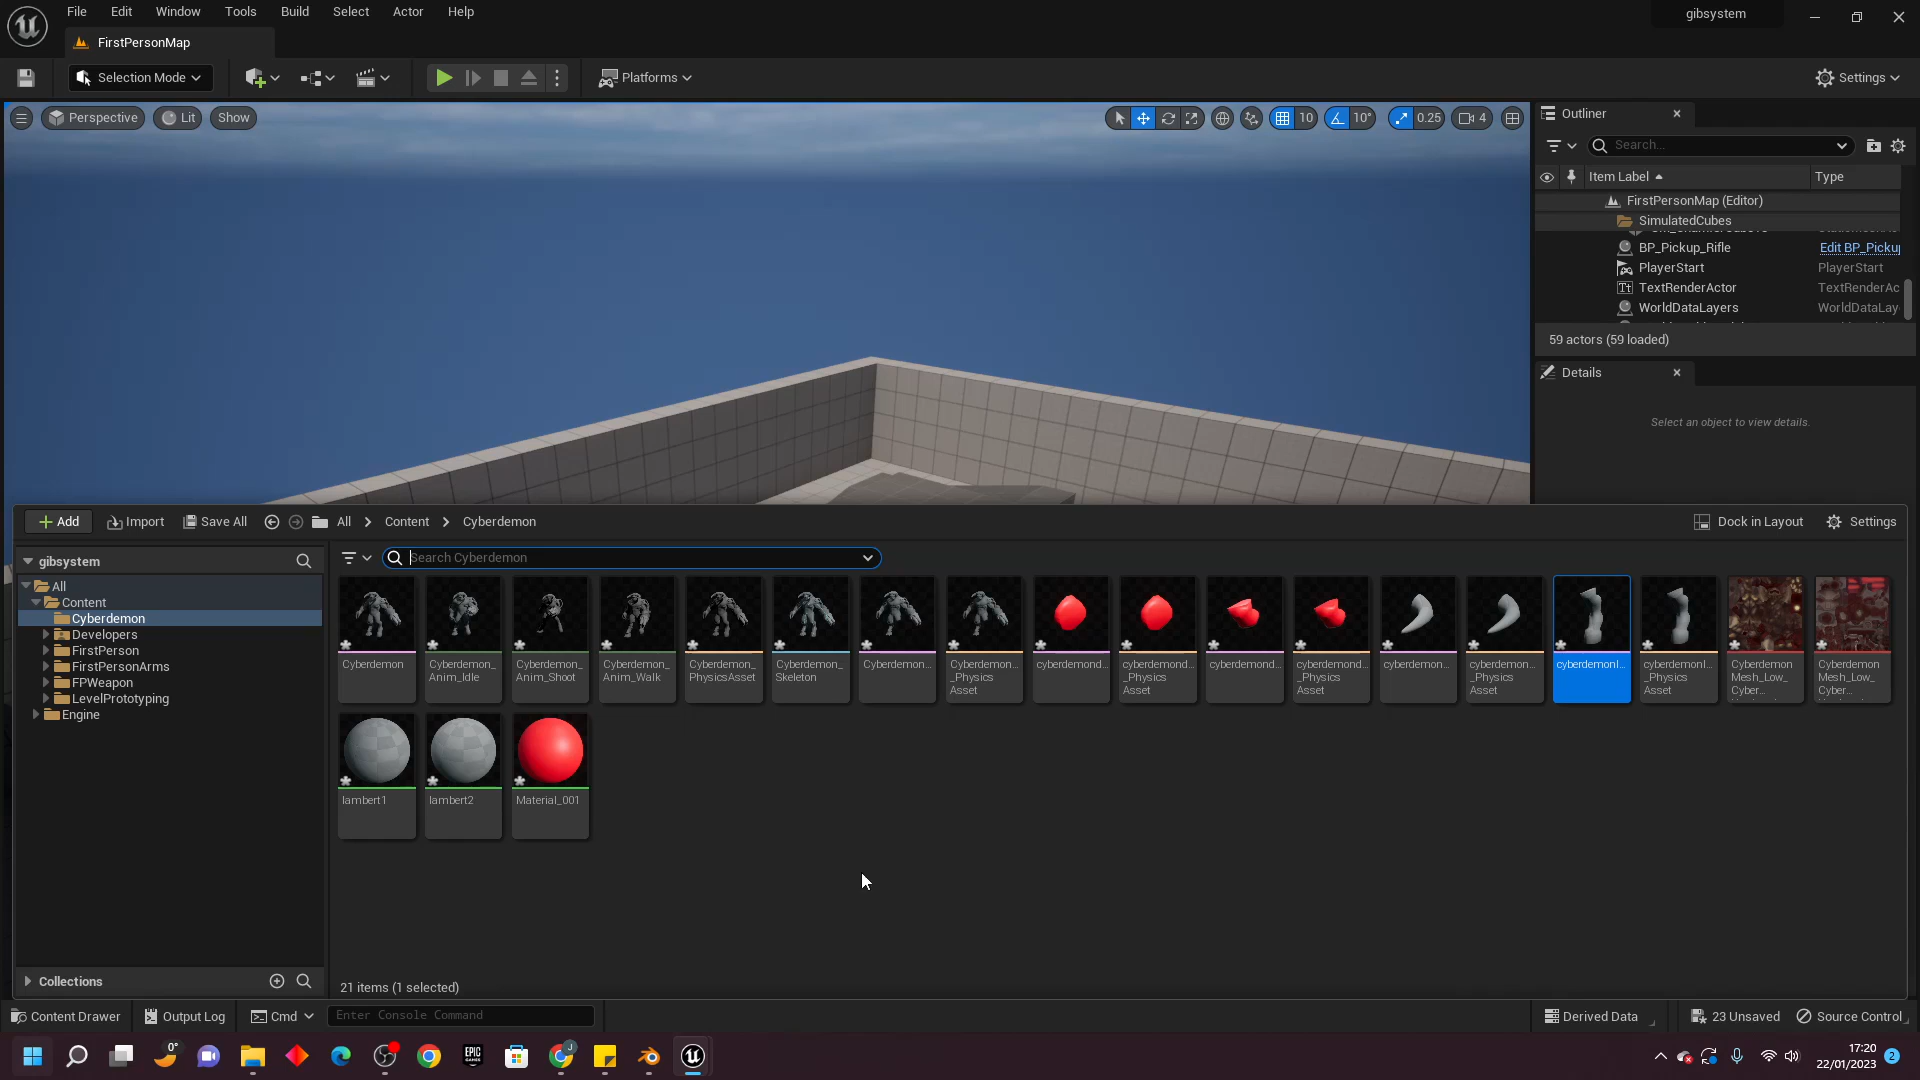 File Edit Window Tools Build Select Actor Help
gibsystem
FirstPersonMap
Selection Mode
Platforms
Settings
Perspective Lit Show
10 10° 0.25 4
Outliner
Search...
Item Label Type
FirstPersonMap (Editor)
SimulatedCubes
BP_Pickup_Rifle Edit BP_Picku
PlayerStart PlayerStart
TextRenderActor TextRenderAc
WorldDataLayers WorldDataLay
59 actors (59 loaded)
Details
Select an object to view details.
Add Import Save All All Content Cyberdemon
Dock in Layout Settings
gibsystem
All
Content
Cyberdemon
Developers
FirstPerson
FirstPersonArms
FPWeapon
LevelPrototyping
Engine
Collections
Search Cyberdemon
Cyberdemon
Cyberdemon_
Anim_Idle
Cyberdemon_
Anim_Shoot
Cyberdemon_
Anim_Walk
Cyberdemon_
PhysicsAsset
Cyberdemon_
Skeleton
Cyberdemon...
Cyberdemon...
_Physics
Asset
cyberdemond...
cyberdemond...
_Physics
Asset
cyberdemond...
cyberdemond...
_Physics
Asset
cyberdemon...
cyberdemon...
_Physics
Asset
cyberdemonl...
cyberdemonl...
_Physics
Asset
Cyberdemon
Mesh_Low_
Cyber...
Cyberdemon
Mesh_Low_
Cyber...
lambert1
lambert2
Material_001
21 items (1 selected)
Content Drawer Output Log Cmd Enter Console Command
Derived Data 23 Unsaved Source Control
0°
EPIC
GAMES
J
17:20
22/01/2023
2